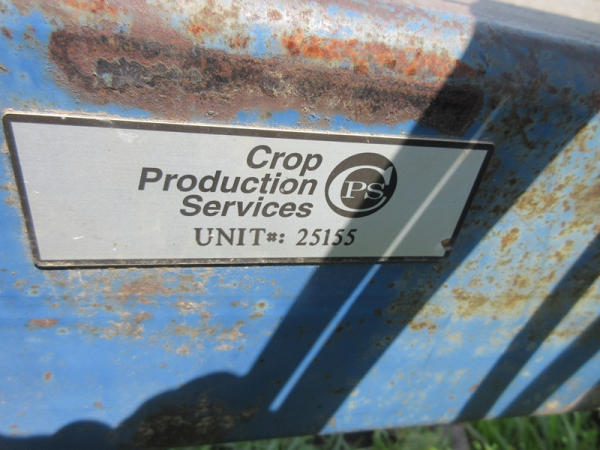 Crop
Production
Services
CPS
UNIT#: 25155